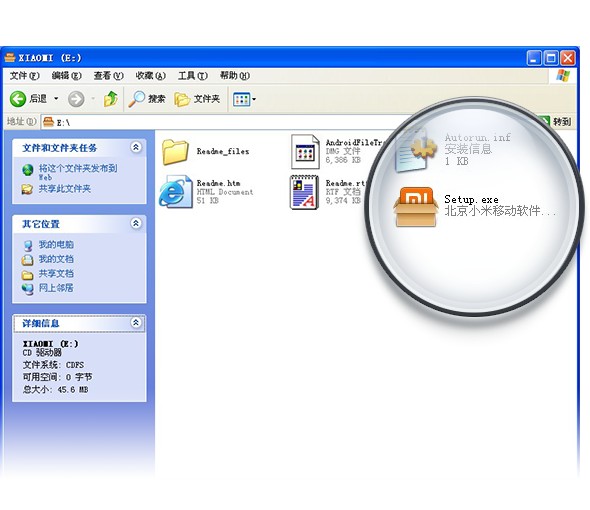 XIAOMI (E:)
文件(F) 编辑(E) 查看(V) 收藏(A) 工具(T) 帮助(H)
后退 搜索 文件夹
地址(D) E:\ 转到
文件和文件夹任务
将这个文件夹发布到
Web
共享此文件夹
其它位置
我的电脑
我的文档
共享文档
网上邻居
详细信息
XIAOMI (E:)
CD 驱动器
文件系统: CDFS
可用空间: 0 字节
总大小: 45.6 MB
Readme_files
AndroidFileTra
DMG 文件
6,386 KB
Autorun.inf
安装信息
1 KB
Readme.htm
HTML Document
51 KB
Readme.rt
RTF 文档
9,374 KB
mi
Setup.exe
北京小米移动软件...